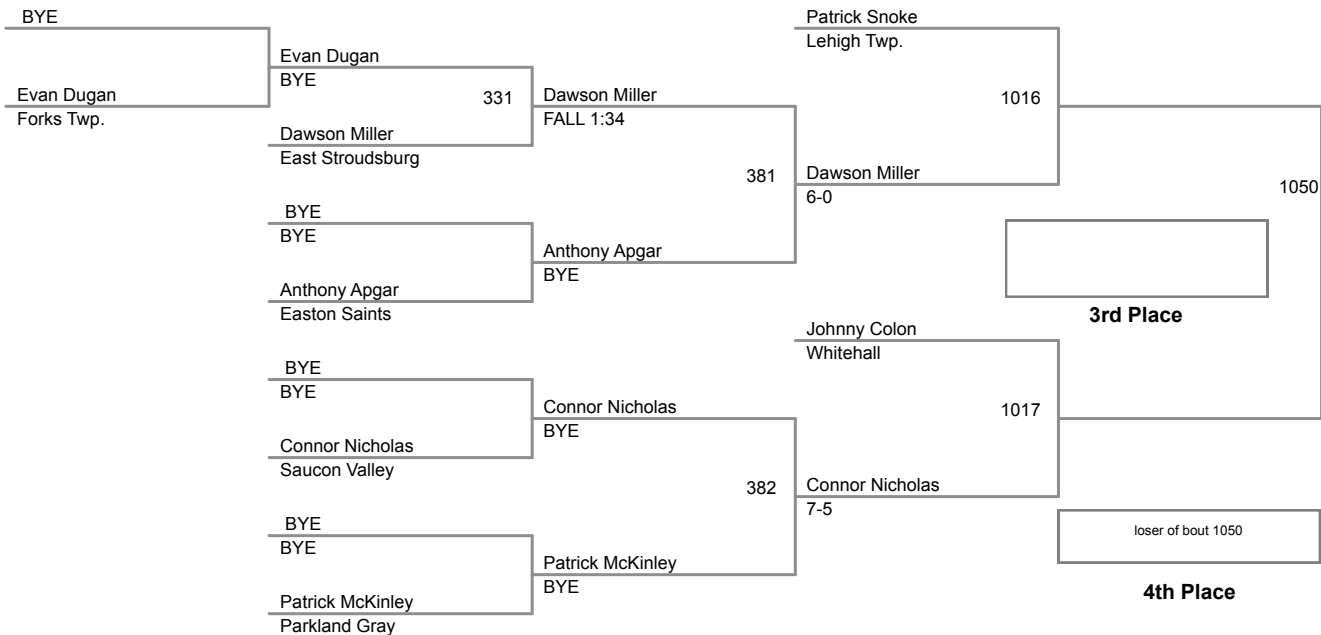 BYE
Evan Dugan
Forks Twp.
Evan Dugan
BYE
331
Dawson Miller
East Stroudsburg
BYE
BYE
Anthony Apgar
Easton Saints
BYE
BYE
Connor Nicholas
Saucon Valley
BYE
BYE
Patrick McKinley
Parkland Gray
Dawson Miller
FALL 1:34
381
Anthony Apgar
BYE
Connor Nicholas
BYE
382
Patrick McKinley
BYE
Patrick Snoke
Lehigh Twp.
1016
Dawson Miller
6-0
Johnny Colon
Whitehall
1017
Connor Nicholas
7-5
1050
3rd Place
loser of bout 1050
4th Place